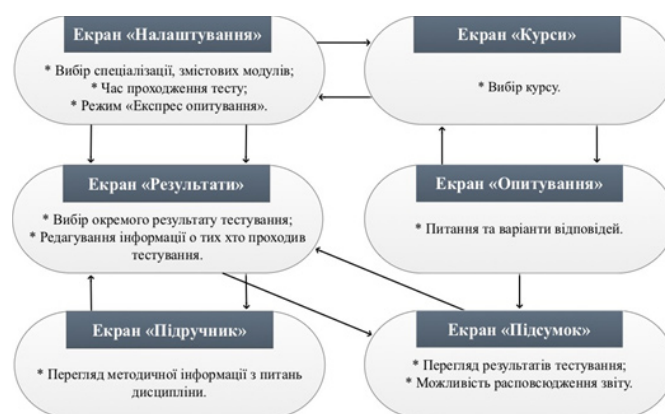 Екран «Налаштування»
* Вибір спеціалізації, змістових модулів;
* Час проходження тесту;
* Режим «Експрес опитування».
Екран «Курси»
* Вибір курсу.
Екран «Результати»
* Вибір окремого результату тестування;
* Редагування інформації о тих хто проходив
тестування.
Екран «Опитування»
* Питання та варіанти відповідей.
Екран «Підручник»
* Перегляд методичної інформації з питань
дисципліни.
Екран «Підсумок»
* Перегляд результатів тестування;
* Можливість расповсюдження звіту.